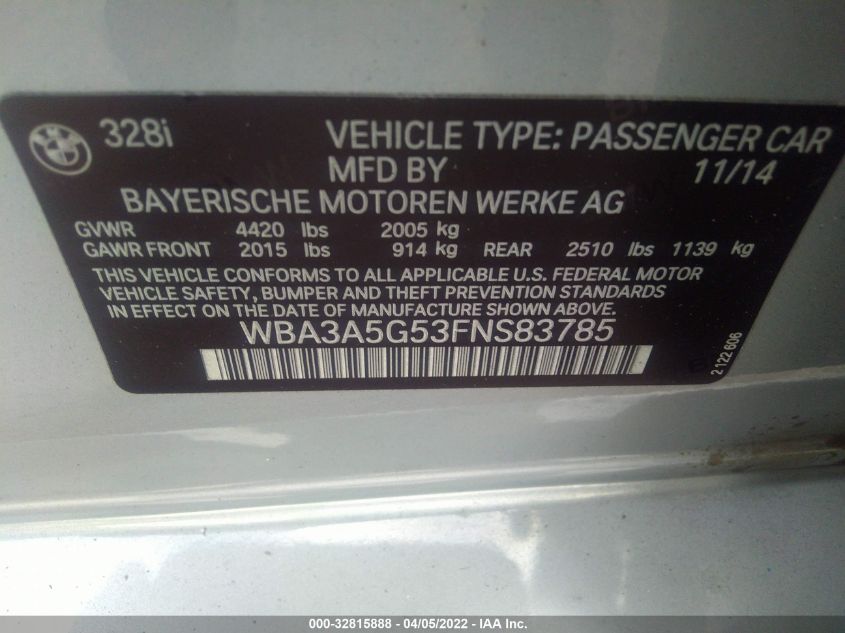 328i VEHICLE TYPE: PASSENGER CAR
MFD BY 11/14
BAYERISCHE MOTOREN WERKE AG
GVWR 4420 lbs 2005 kg
GAWR FRONT 2015 lbs 914 kg REAR 2510 lbs 1139 kg
THIS VEHICLE CONFORMS TO ALL APPLICABLE U.S. FEDERAL MOTOR
VEHICLE SAFETY, BUMPER AND THEFT PREVENTION STANDARDS
IN EFFECT ON THE DATE OF MANUFACTURE SHOWN ABOVE.
WBA3A5G53FNS83785
2 122 606
000-32815888 - 04/05/2022 - IAA Inc.